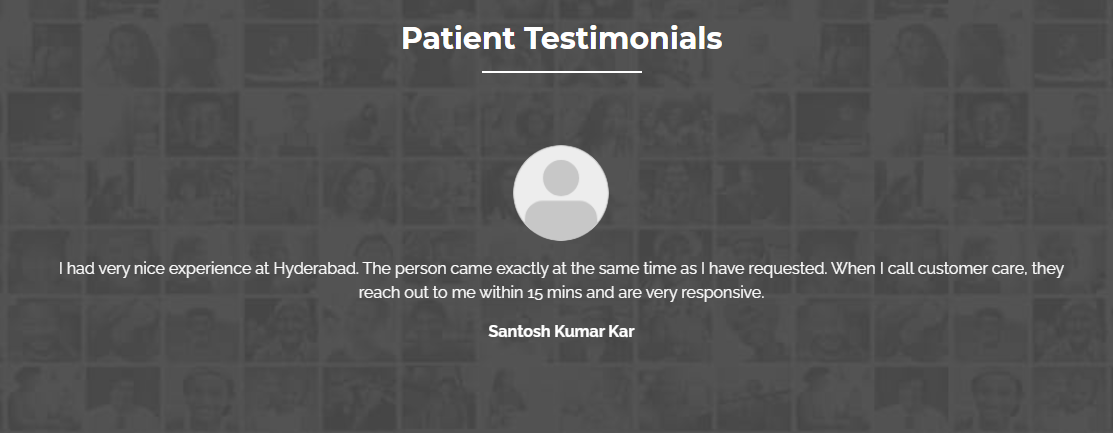 Patient Testimonials
I had very nice experience at Hyderabad. The person came exactly at the same time as I have requested. When I call customer care, they
reach out to me within 15 mins and are very responsive.
Santosh Kumar Kar